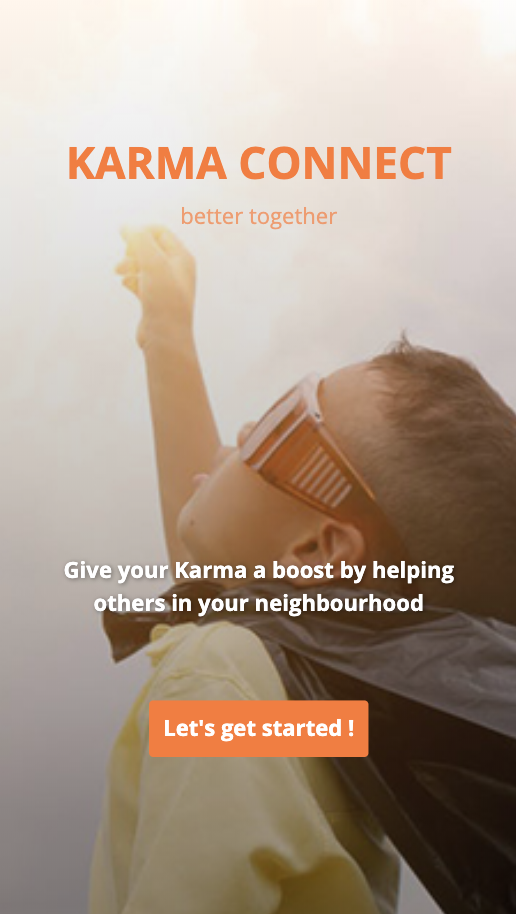 KARMA CONNECT
better together
Give your Karma a boost by helping
others in your neighbourhood
Let's get started !